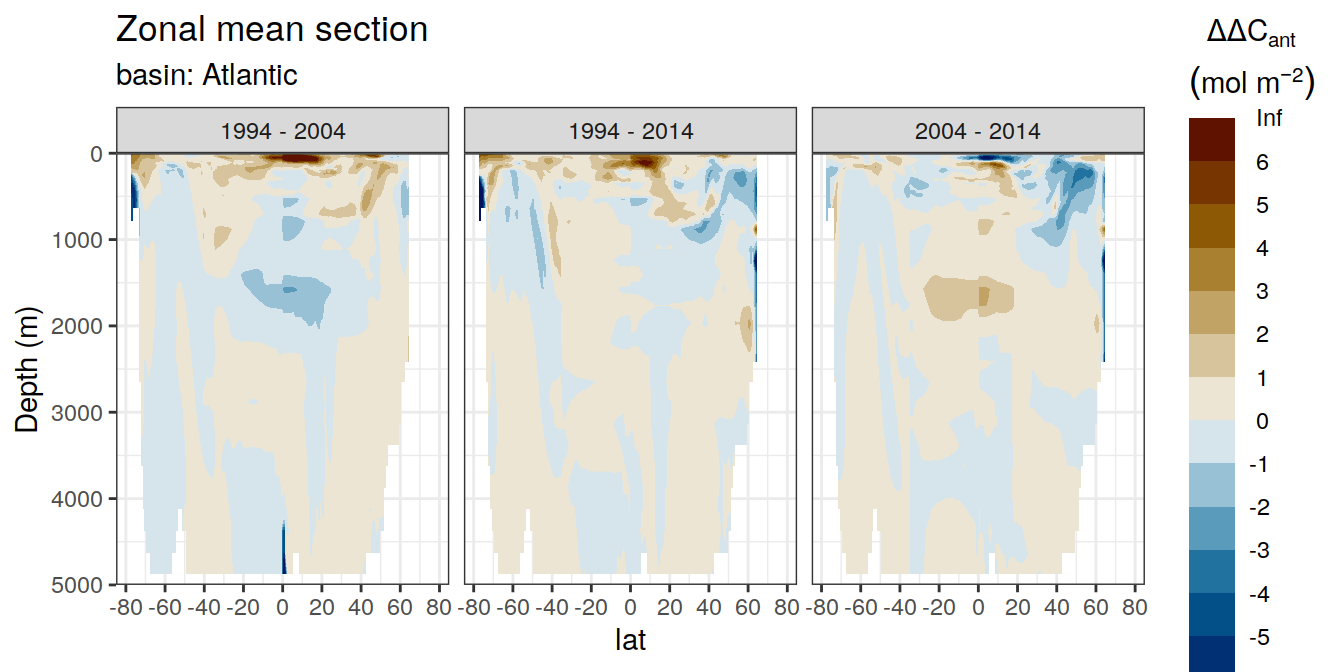 Zonal mean section
basin: Atlantic
1994 - 2004
1994 - 2014
2004 - 2014
0
1000
2000
3000
4000
5000
Depth (m)
-80 -60 -40 -20 0 20 40 60 80
-80 -60 -40 -20 0 20 40 60 80
-80 -60 -40 -20 0 20 40 60 80
lat
ΔΔCant
(mol m−2)
Inf
6
5
4
3
2
1
0
-1
-2
-3
-4
-5